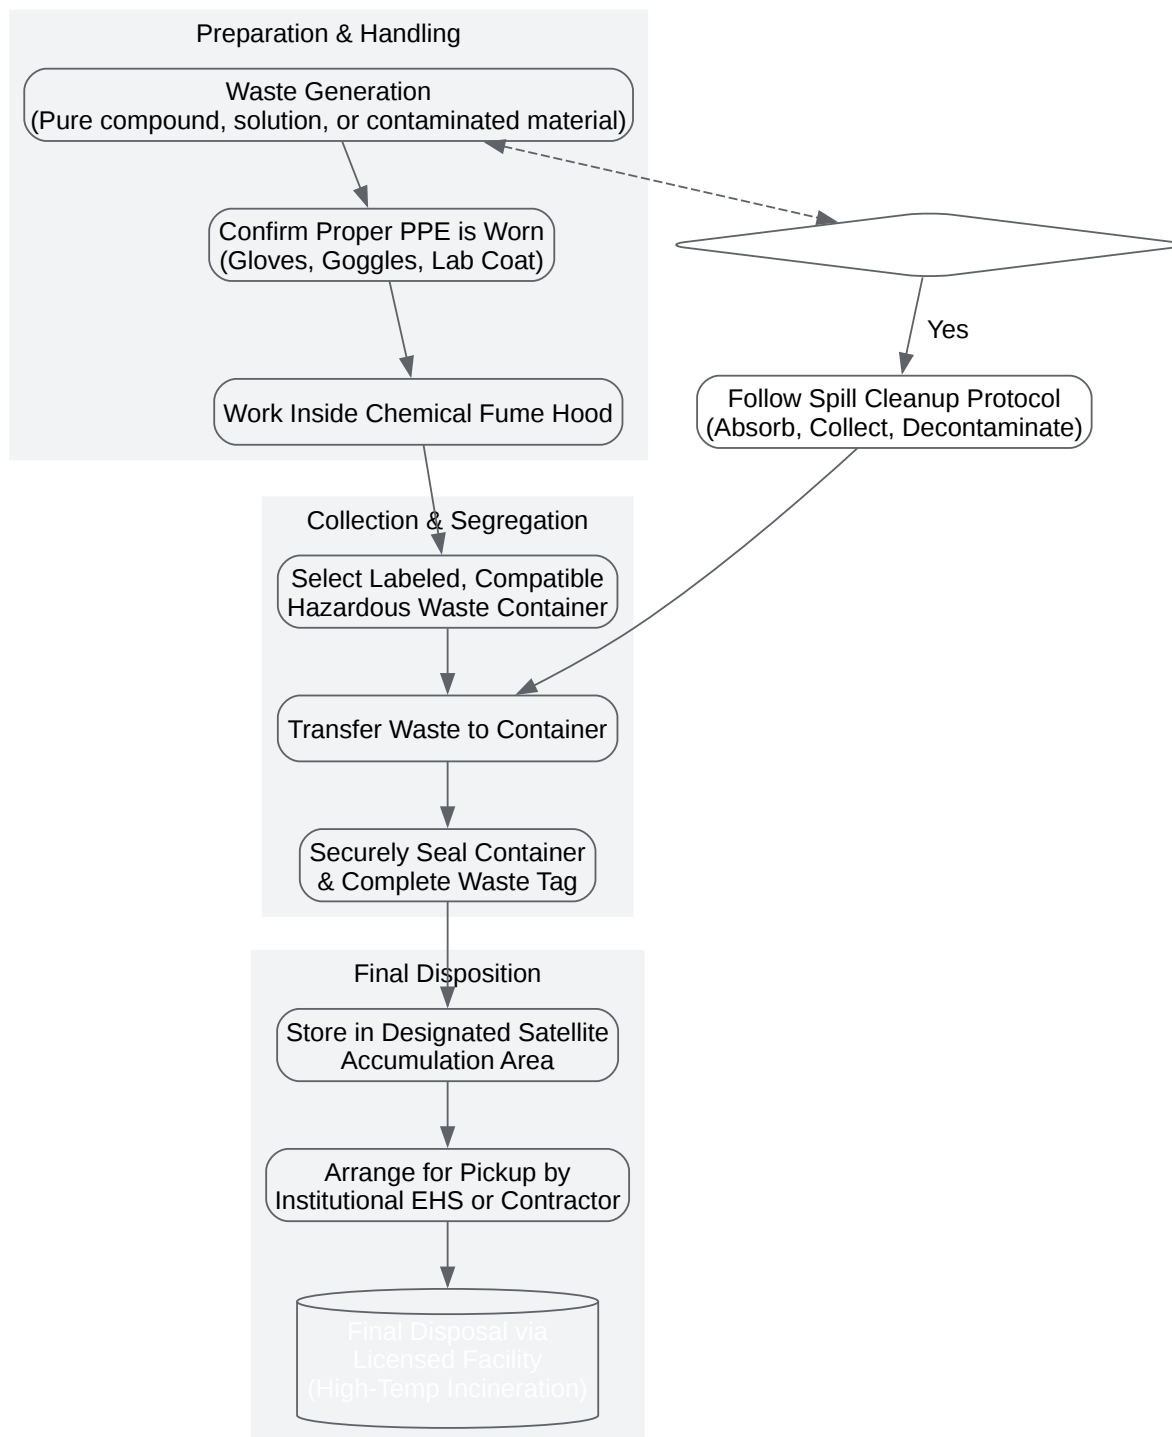 Preparation & Handling
Waste Generation
(Pure compound, solution, or contaminated material)
Confirm Proper PPE is Worn
(Gloves, Goggles, Lab Coat)
Yes
Work Inside Chemical Fume Hood
Follow Spill Cleanup Protocol
(Absorb, Collect, Decontaminate)
Collection & Segregation
Select Labeled, Compatible
Hazardous Waste Container
Transfer Waste to Container
Securely Seal Container
& Complete Waste Tag
Final Disposition
Store in Designated Satellite
Accumulation Area
Arrange for Pickup by
Institutional EHS or Contractor
Final Disposal via
Licensed Facility
(High-Temp Incineration)